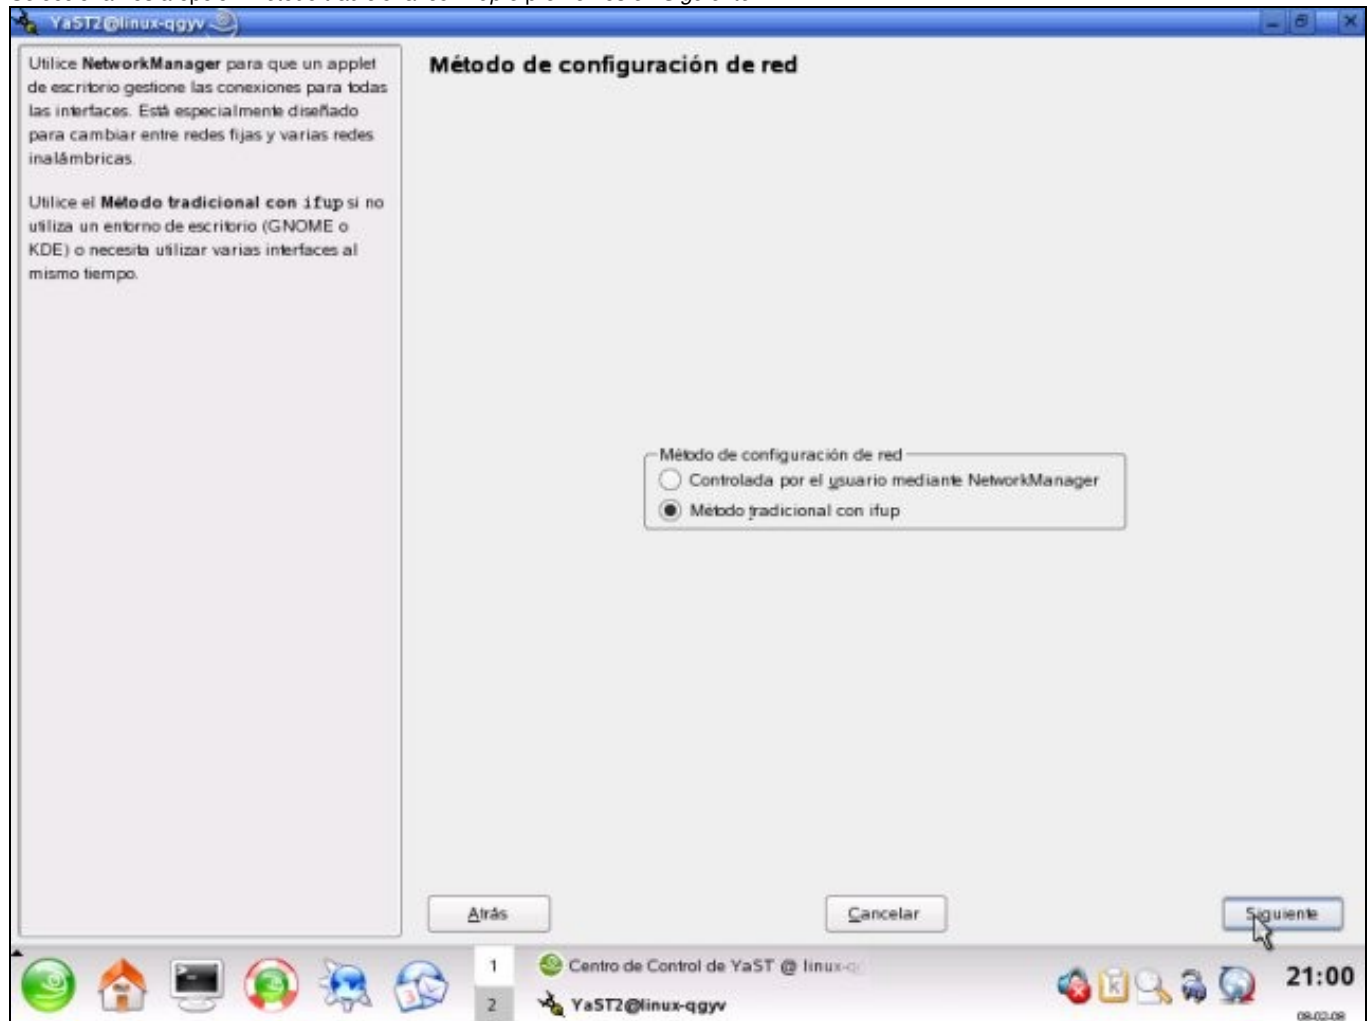 YaST2@linux-qgyv
Utilice NetworkManager para que un applet
de escritorio gestione las conexiones para todas
las interfaces. Está especialmente diseñado
para cambiar entre redes fijas y varias redes
inalámbricas.
Utilice el Método tradicional con ifup si no
utiliza un entorno de escritorio (GNOME o
KDE) o necesita utilizar varias interfaces al
mismo tiempo.
Método de configuración de red
Método de configuración de red
Controlada por el usuario mediante NetworkManager
Método tradicional con ifup
Atrás
Cancelar
Siguiente
1
Centro de Control de YaST @ linux-q
2
YaST2@linux-qgyv
21:00
08-02-08